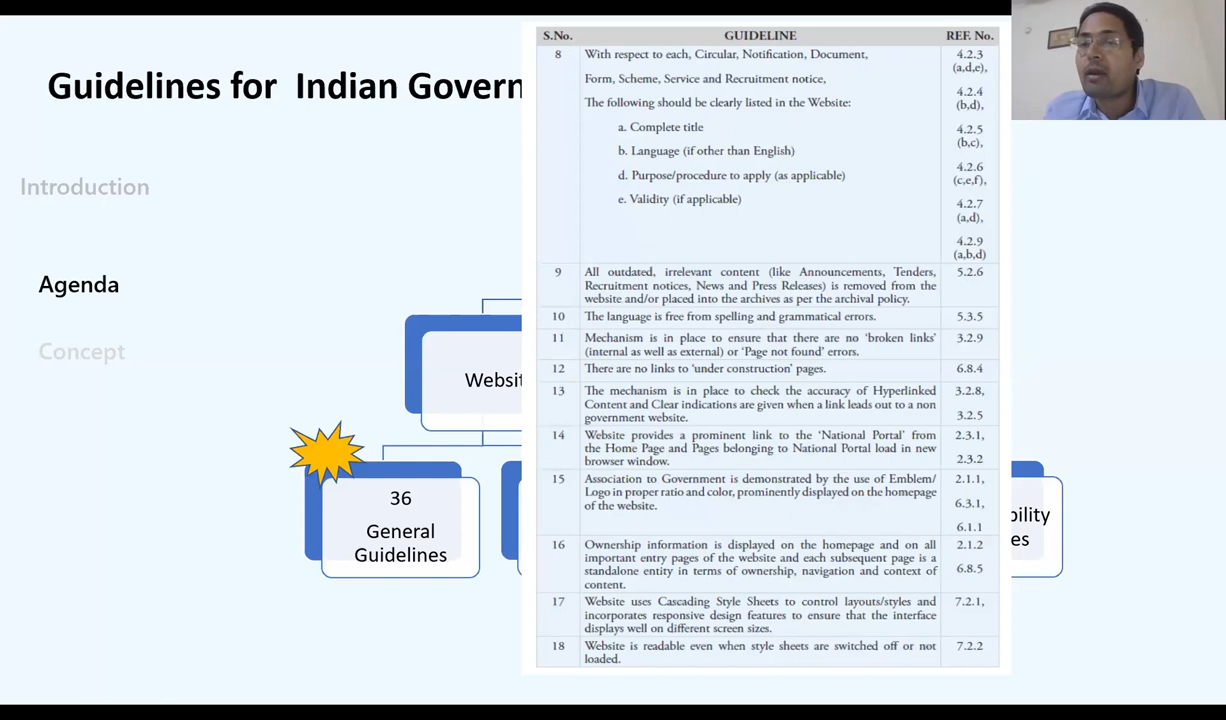 Guidelines for Indian Govern
Introduction
Agenda
Concept
Websit
36
General
Guidelines
bility
es
S.No. GUIDELINE REF. No.
8 With respect to each, Circular, Notification, Document, 4.2.3
(a,d,e),
Form, Scheme, Service and Recruitment notice,
4.2.4
The following should be clearly listed in the Website: (b,d),
a. Complete title 4.2.5
(b,c),
b. Language (if other than English)
4.2.6
d. Purpose/procedure to apply (as applicable) (c,e,f),
e. Validity (if applicable) 4.2.7
(a,d),
4.2.9
(a,b,d)
9 All outdated, irrelevant content (like Announcements, Tenders, 5.2.6
Recruitment notices, News and Press Releases) is removed from the
website and/or placed into the archives as per the archival policy.
10 The language is free from spelling and grammatical errors. 5.3.5
11 Mechanism is in place to ensure that there are no ‘broken links’ 3.2.9
(internal as well as external) or ‘Page not found’ errors.
12 There are no links to ‘under construction’ pages. 6.8.4
13 The mechanism is in place to check the accuracy of Hyperlinked 3.2.8,
Content and Clear indications are given when a link leads out to a non
government website. 3.2.5
14 Website provides a prominent link to the ‘National Portal’ from 2.3.1,
the Home Page and Pages belonging to National Portal load in new
browser window. 2.3.2
15 Association to Government is demonstrated by the use of Emblem/ 2.1.1,
Logo in proper ratio and color, prominently displayed on the homepage
of the website. 6.3.1,
6.1.1
16 Ownership information is displayed on the homepage and on all 2.1.2
important entry pages of the website and each subsequent page is a
standalone entity in terms of ownership, navigation and context of 6.8.5
content.
17 Website uses Cascading Style Sheets to control layouts/styles and 7.2.1,
incorporates responsive design features to ensure that the interface
displays well on different screen sizes.
18 Website is readable even when style sheets are switched off or not 7.2.2
loaded.